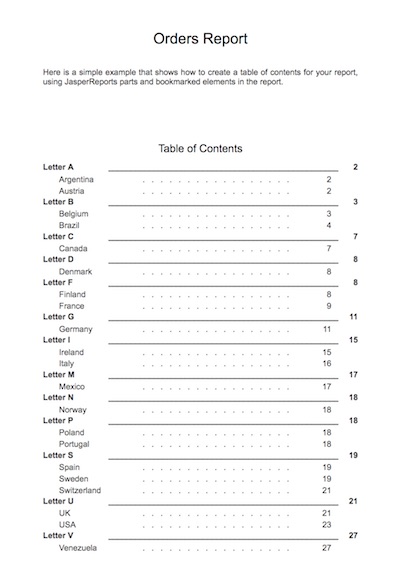 Orders Report
Here is a simple example that shows how to create a table of contents for your report,
using JasperReports parts and bookmarked elements in the report.
Table of Contents
Letter A 2
Argentina . . . . . . . . . . . . . . . . 2
Austria . . . . . . . . . . . . . . . . 2
Letter B 3
Belgium . . . . . . . . . . . . . . . . 3
Brazil . . . . . . . . . . . . . . . . 4
Letter C 7
Canada . . . . . . . . . . . . . . . . 7
Letter D 8
Denmark . . . . . . . . . . . . . . . . 8
Letter F 8
Finland . . . . . . . . . . . . . . . . 8
France . . . . . . . . . . . . . . . . 9
Letter G 11
Germany . . . . . . . . . . . . . . . . 11
Letter I 15
Ireland . . . . . . . . . . . . . . . . 15
Italy . . . . . . . . . . . . . . . . 16
Letter M 17
Mexico . . . . . . . . . . . . . . . . 17
Letter N 18
Norway . . . . . . . . . . . . . . . . 18
Letter P 18
Poland . . . . . . . . . . . . . . . . 18
Portugal . . . . . . . . . . . . . . . . 18
Letter S 19
Spain . . . . . . . . . . . . . . . . 19
Sweden . . . . . . . . . . . . . . . . 19
Switzerland . . . . . . . . . . . . . . . . 21
Letter U 21
UK . . . . . . . . . . . . . . . . 21
USA . . . . . . . . . . . . . . . . 23
Letter V 27
Venezuela . . . . . . . . . . . . . . . . 27